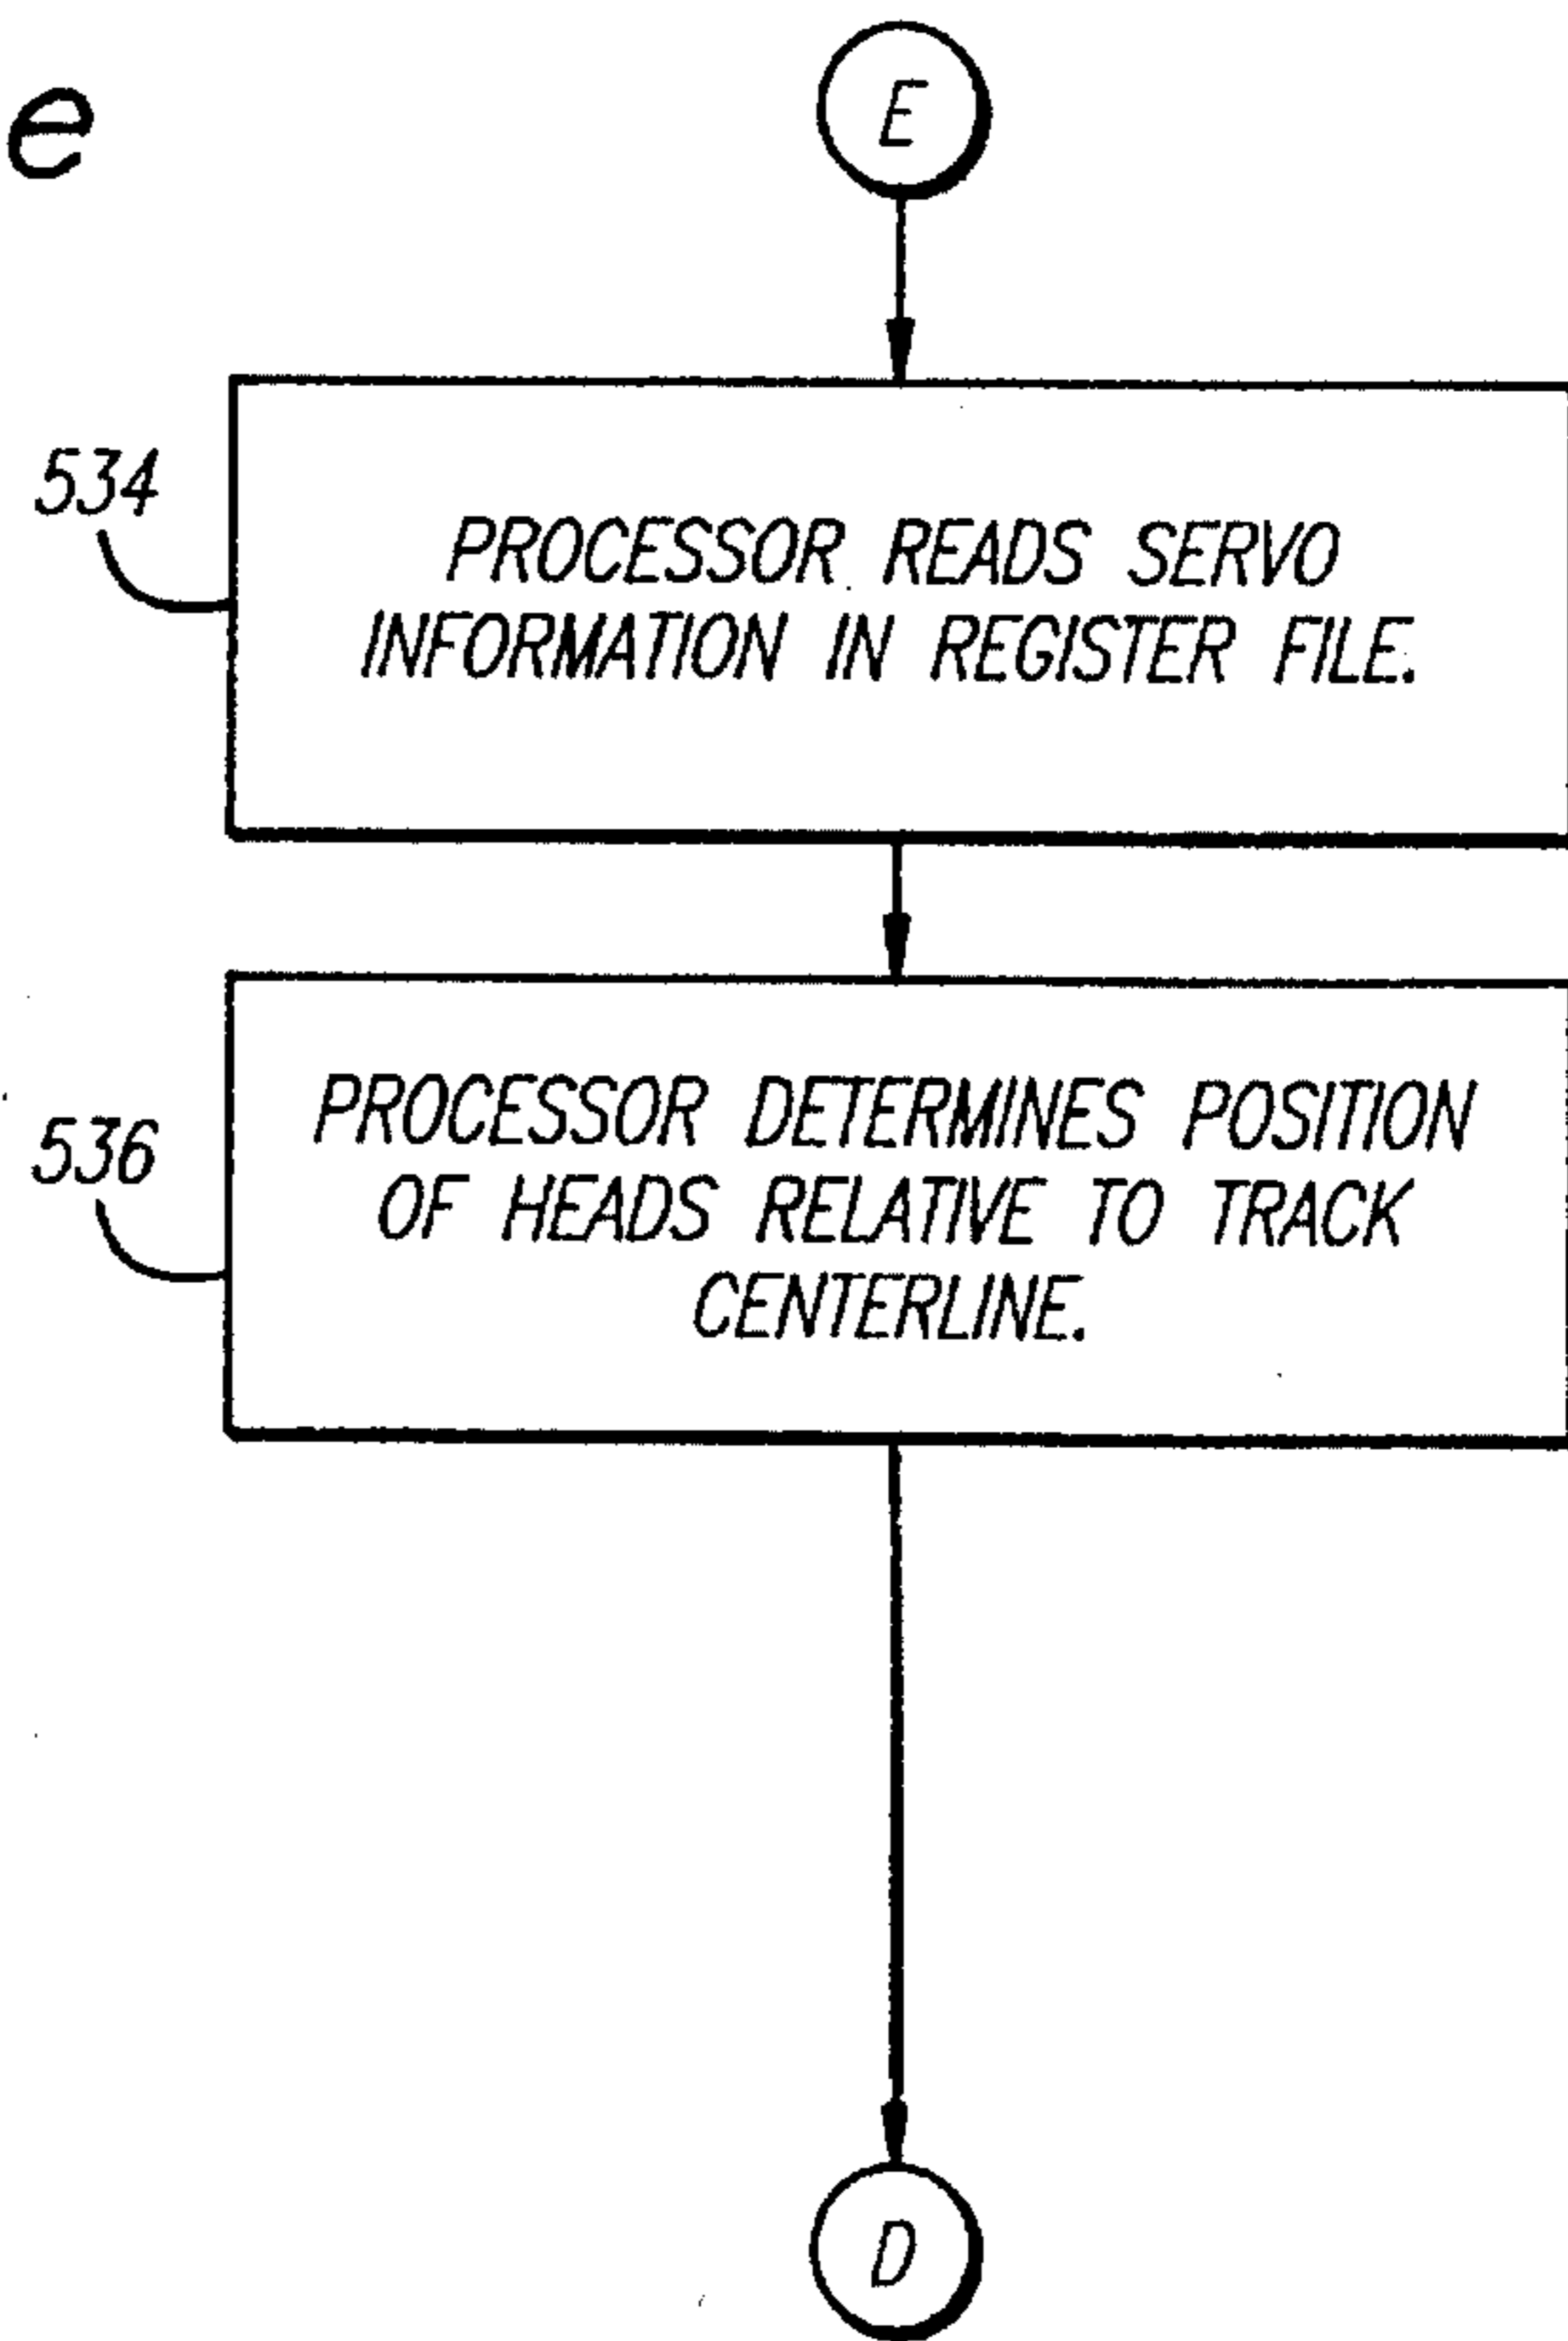 e
E
534
PROCESSOR READS SERVO
INFORMATION IN REGISTER FILE.
536
PROCESSOR DETERMINES POSITION
OF HEADS RELATIVE TO TRACK
CENTERLINE.
D